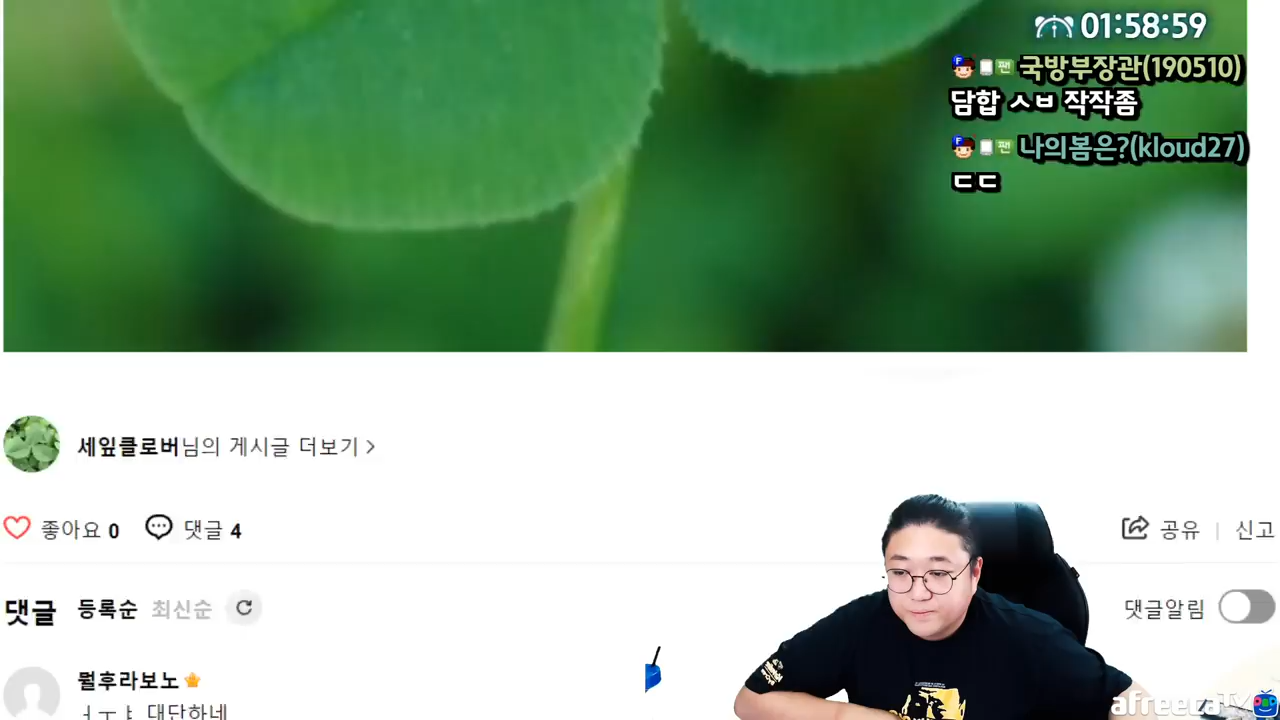 01:58:59
국방부장관(190510)
담합 ㅅㅂ 작작좀
나의봄은?(kloud27)
ㄷㄷ
세잎클로버님의 게시글 더보기 >
좋아요 0 댓글 4
공유 | 신고
댓글 등록순 최신순
댓글알림
뭘후라보노
대단하네
afreecaTV